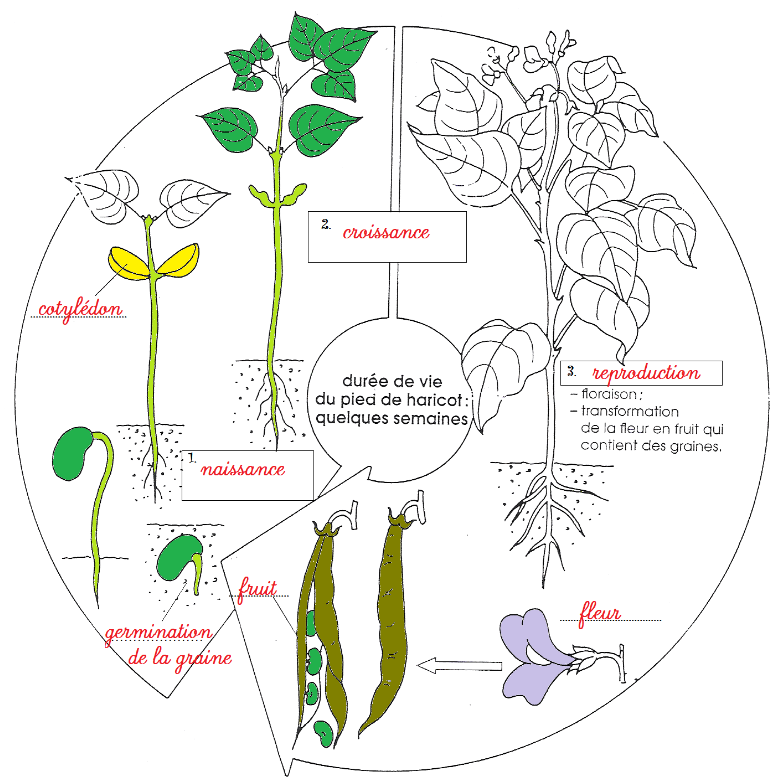 2. croissance
cotylédon
durée de vie
du pied de haricot :
quelques semaines
3. reproduction
– floraison ;
– transformation
de la fleur en fruit qui
contient des graines.
1. naissance
fruit
fleur
germination
de la graine